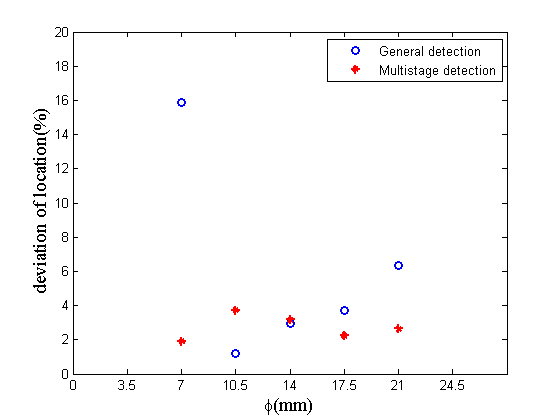 20
General detection
18
Multistage detection
16
14
12
10
8
6
4
2
0
deviation of location(%)
0 3.5 7 10.5 14 17.5 21 24.5
ϕ(mm)